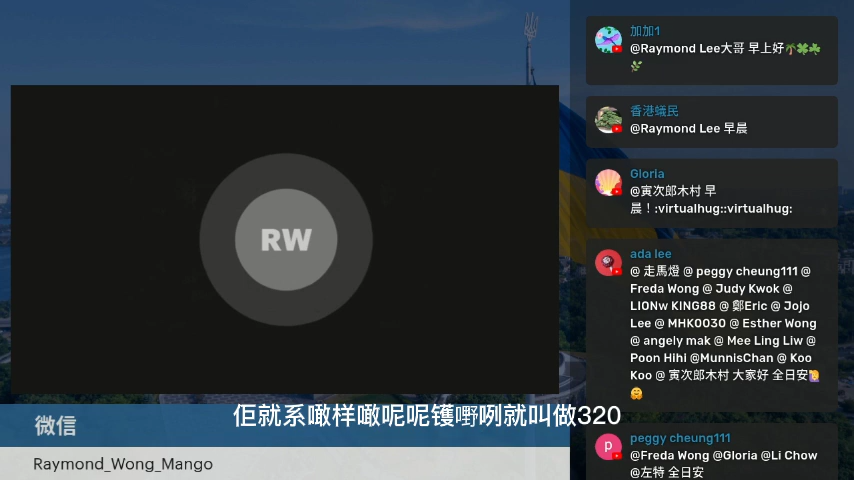 加加1
@Raymond Lee大哥 早上好🌴🍀☘️
🌿
香港蟻民
@Raymond Lee 早晨
Gloria
@寅次郎木村 早
晨！:virtualhug::virtualhug:
ada lee
@ 走馬燈 @ peggy cheung111 @
Freda Wong @ Judy Kwok @
LIONw KING88 @ 鄭Eric @ Jojo
Lee @ MHK0030 @ Esther Wong
@ angely mak @ Mee Ling Liw @
Poon Hihi @MunnisChan @ Koo
Koo @ 寅次郎木村 大家好 全日安🙋
🤗
peggy cheung111
@Freda Wong @Gloria @Li Chow
@左特 全日安
P
RW
佢就系噉样噉呢呢镬嘢咧就叫做320
微信
Raymond_Wong_Mango